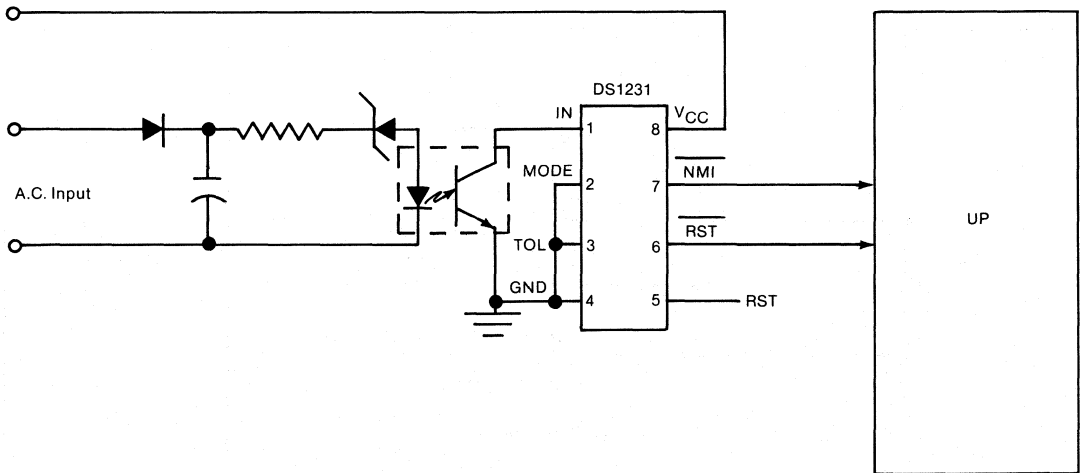 DS1231
IN
1
8
VCC
MODE
2
7
NMI
A.C. Input
UP
TOL
3
6
RST
GND
4
5
RST